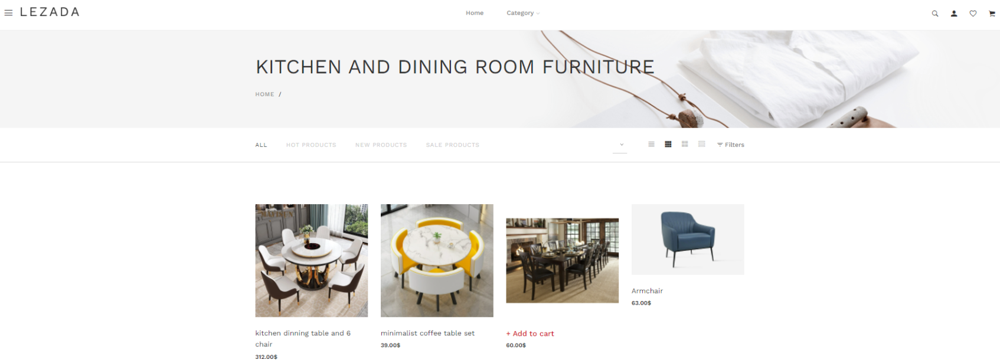 LEZADA
Home
Category
KITCHEN AND DINING ROOM FURNITURE
HOME /
ALL
HOT PRODUCTS
NEW PRODUCTS
SALE PRODUCTS
Filters
kitchen dinning table and 6
chair
312.00$
minimalist coffee table set
39.00$
+ Add to cart
60.00$
Armchair
63.00$